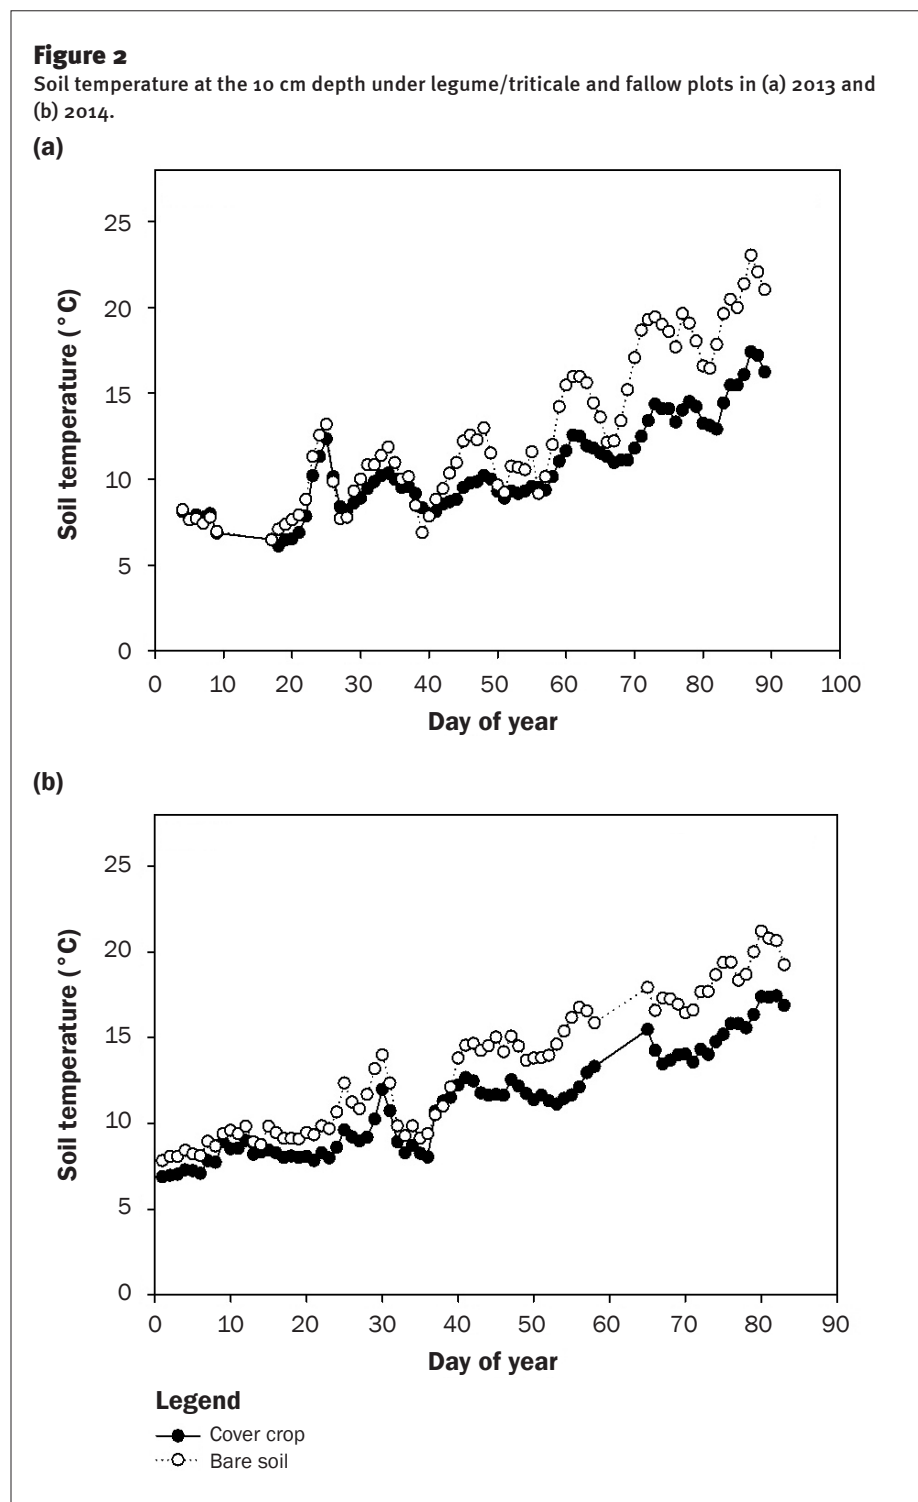 Figure 2
Soil temperature at the 10 cm depth under legume/triticale and fallow plots in (a) 2013 and
(b) 2014.
(a)
25
20
15
10
5
0
Soil temperature (°C)
0 10 20 30 40 50 60 70 80 90 100
Day of year
(b)
25
20
15
10
5
0
Soil temperature (°C)
0 10 20 30 40 50 60 70 80 90
Day of year
Legend
Cover crop
Bare soil